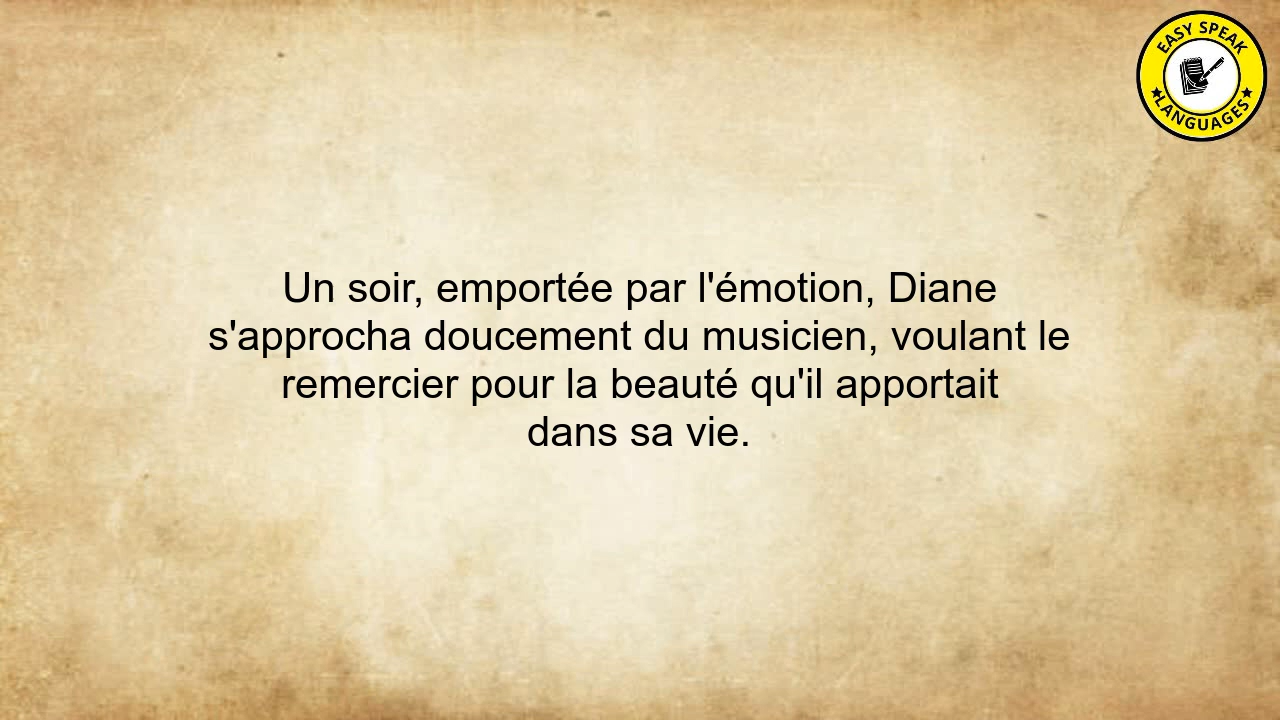 EASY SPEAK
LANGUAGES
Un soir, emportée par l'émotion, Diane
s'approcha doucement du musicien, voulant le
remercier pour la beauté qu'il apportait
dans sa vie.